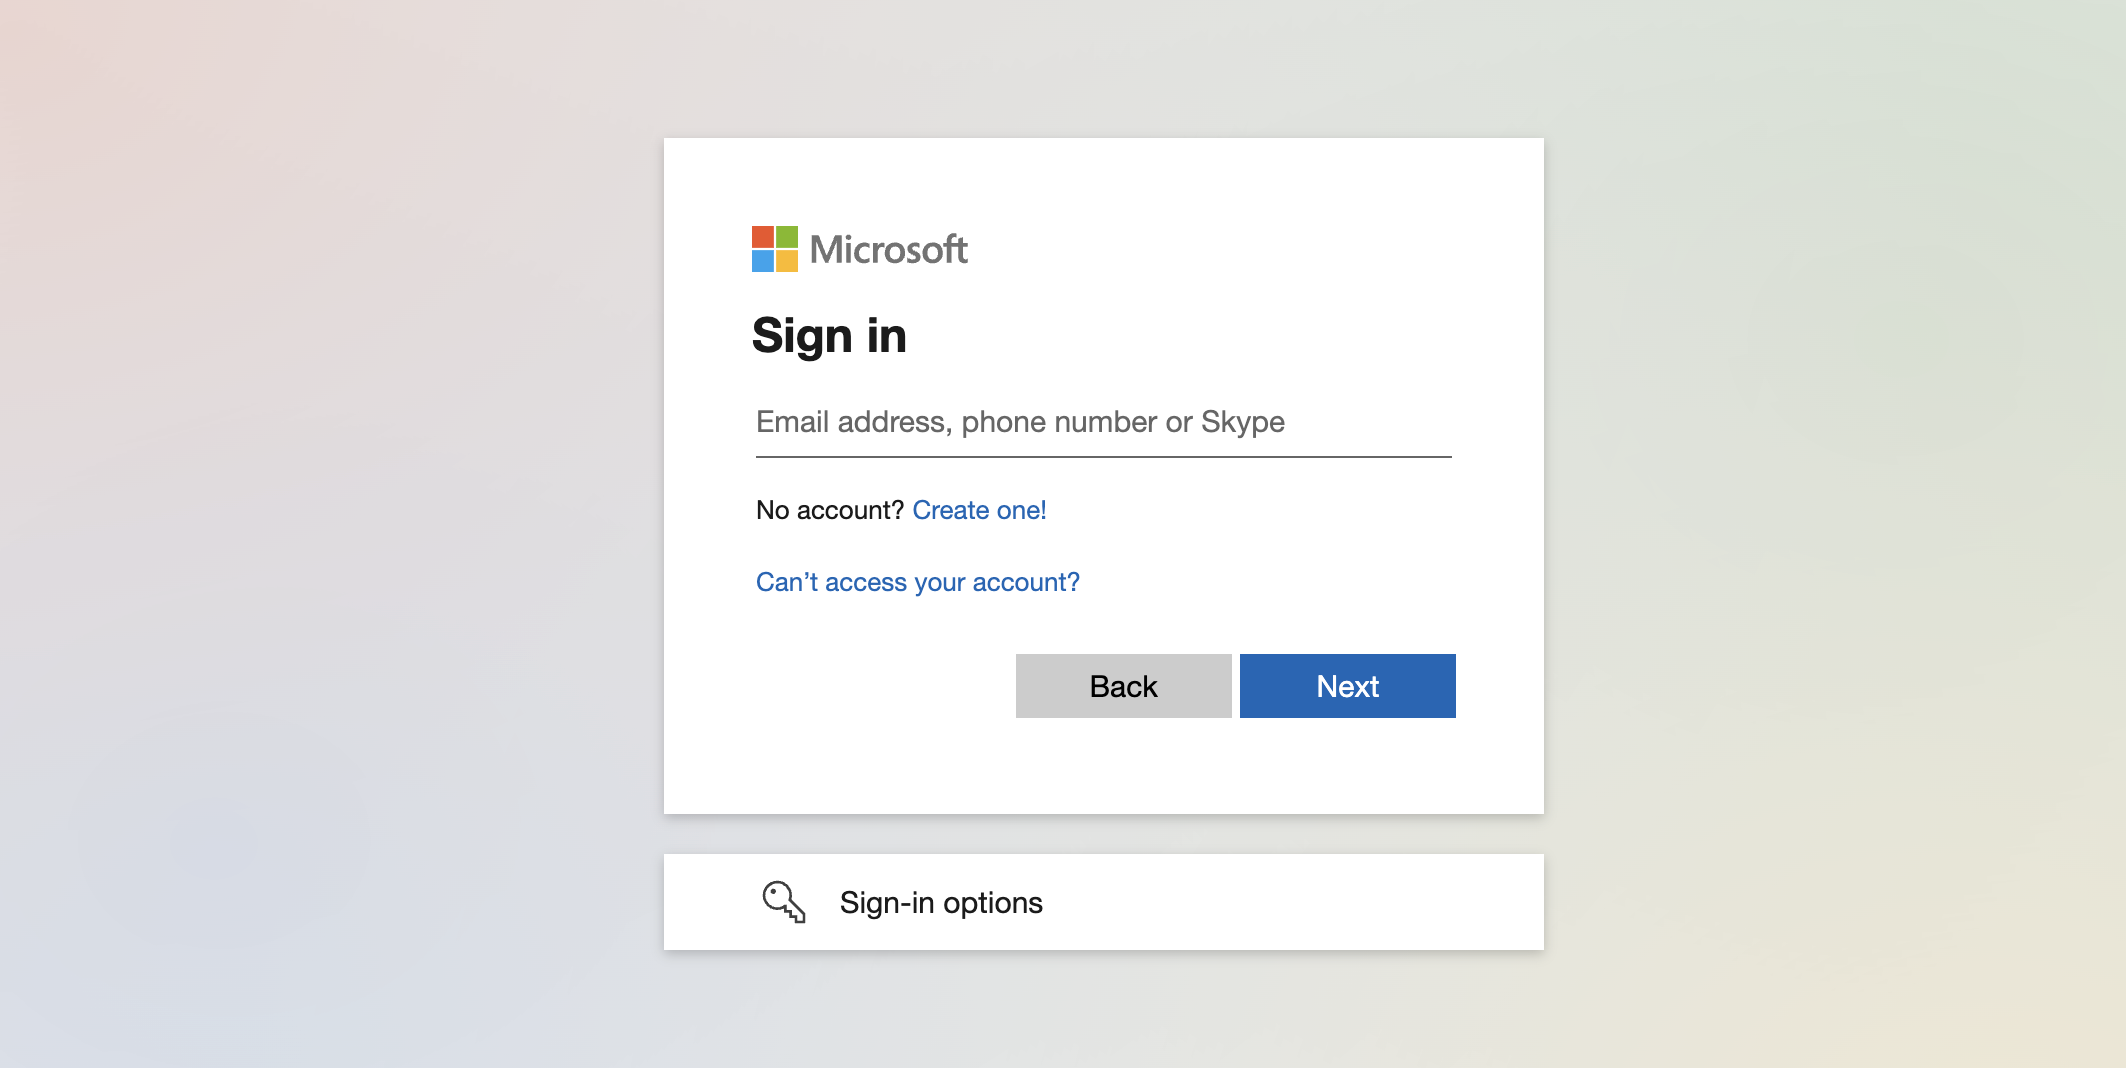 Microsoft
Sign in
Email address, phone number or Skype
No account? Create one!
Can’t access your account?
Back
Next
Sign-in options